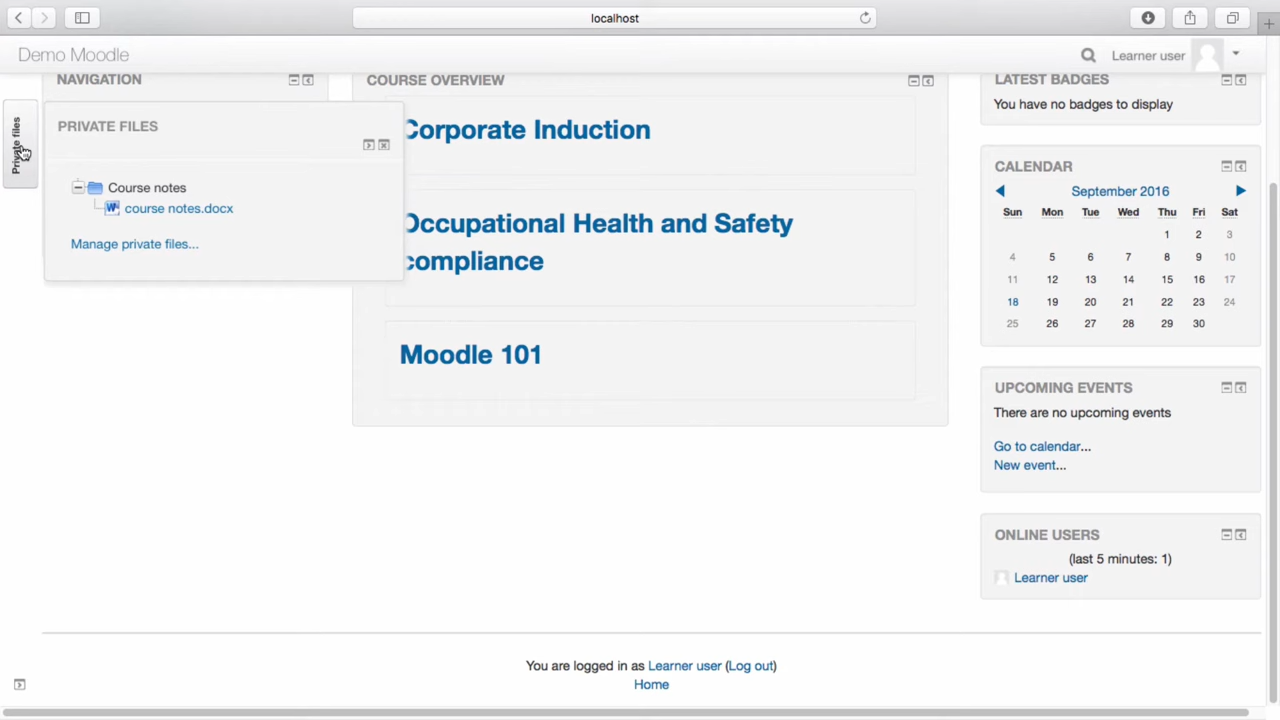 localhost
Demo Moodle
Learner user
NAVIGATION
Private files
PRIVATE FILES
Course notes
course notes.docx
Manage private files...
COURSE OVERVIEW
Corporate Induction
Occupational Health and Safety
compliance
Moodle 101
LATEST BADGES
You have no badges to display
CALENDAR
September 2016
Sun Mon Tue Wed Thu Fri Sat
1 2 3
4 5 6 7 8 9 10
11 12 13 14 15 16 17
18 19 20 21 22 23 24
25 26 27 28 29 30
UPCOMING EVENTS
There are no upcoming events
Go to calendar...
New event...
ONLINE USERS
(last 5 minutes: 1)
Learner user
You are logged in as Learner user (Log out)
Home